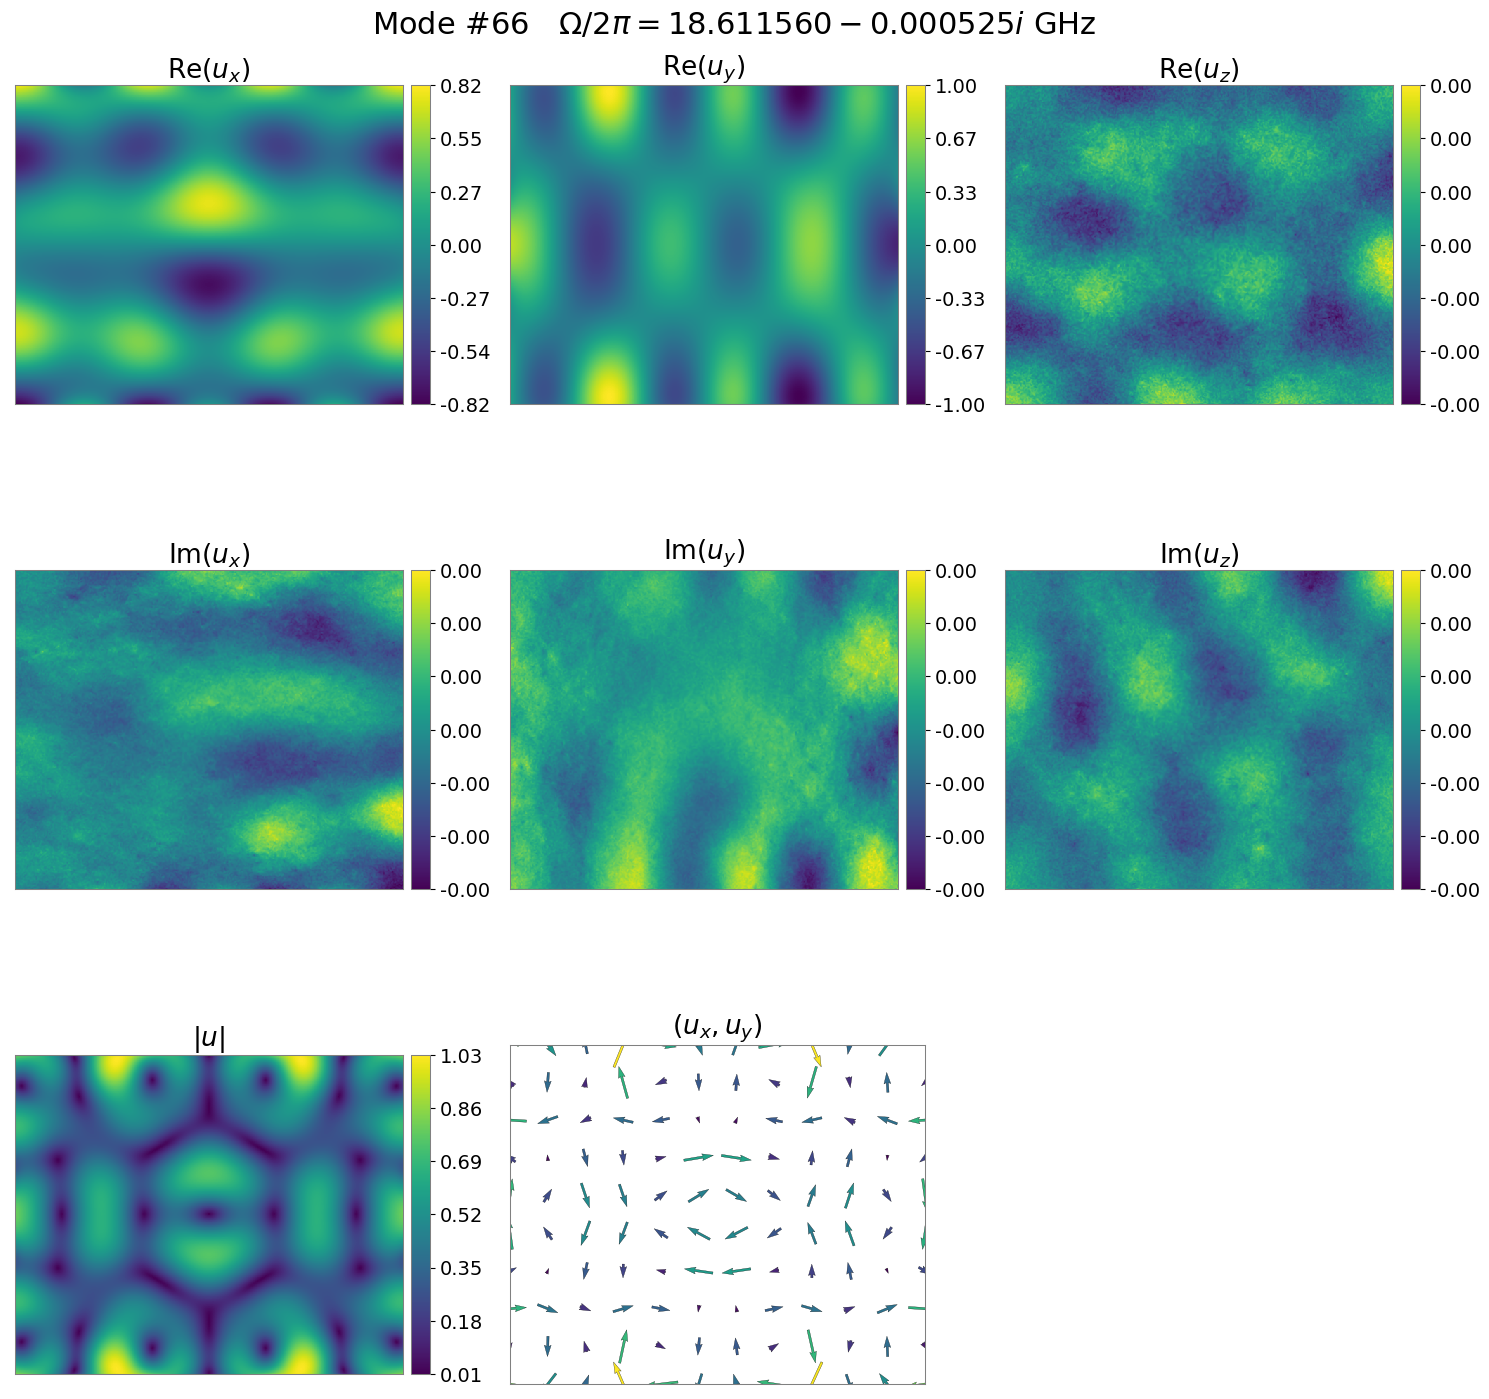 Mode #66 Ω/2π = 18.611560 − 0.000525i GHz
Re(u_x) Re(u_y) Re(u_z)
0.82 1.00 0.00
0.55 0.67 0.00
0.27 0.33 0.00
0.00 0.00 0.00
-0.27 -0.33 -0.00
-0.54 -0.67 -0.00
-0.82 -1.00 -0.00
Im(u_x) Im(u_y) Im(u_z)
0.00 0.00 0.00
0.00 0.00 0.00
0.00 0.00 0.00
0.00 -0.00 0.00
-0.00 -0.00 -0.00
-0.00 -0.00 -0.00
-0.00 -0.00 -0.00
|u| (u_x, u_y)
1.03
0.86
0.69
0.52
0.35
0.18
0.01